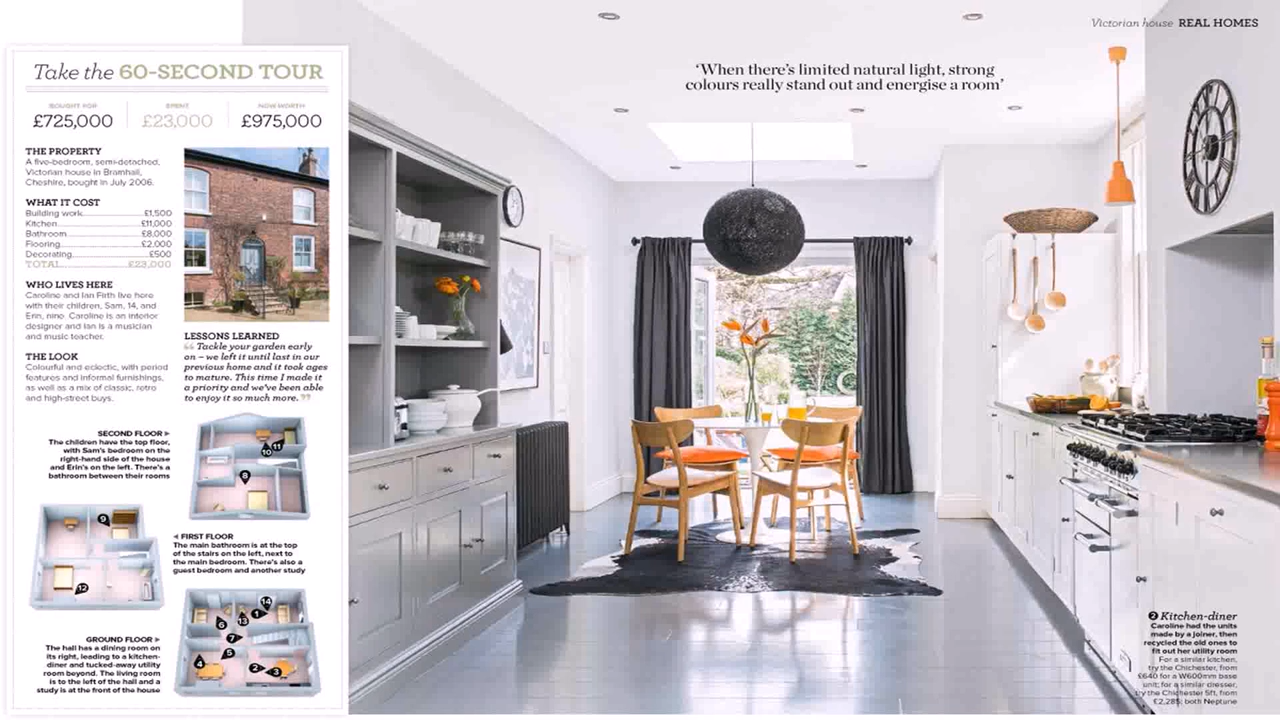 Victorian house REAL HOMES
Take the 60-SECOND TOUR
BOUGHT FOR
£725,000
SPENT
£23,000
NOW WORTH
£975,000
THE PROPERTY
A five-bedroom, semi-detached,
Victorian house in Bramhall,
Cheshire, bought in July 2006.
WHAT IT COST
Building work............£1,500
Kitchen............£11,000
Bathroom............£8,000
Flooring............£2,000
Decorating............£500
TOTAL............£23,000
WHO LIVES HERE
Caroline and Ian Firth live here
with their children, Sam, 14, and
Erin, nine. Caroline is an interior
designer and Ian is a musician
and music teacher.
THE LOOK
Colourful and eclectic, with period
features and informal furnishings,
as well as a mix of classic, retro
and high-street buys.
LESSONS LEARNED
“ Tackle your garden early
on – we left it until last in our
previous home and it took ages
to mature. This time I made it
a priority and we've been able
to enjoy it so much more. ”
SECOND FLOOR ▶
The children have the top floor,
with Sam's bedroom on the
right-hand side of the house
and Erin's on the left. There's a
bathroom between their rooms
10 11
8
9
12
◀ FIRST FLOOR
The main bathroom is at the top
of the stairs on the left, next to
the main bedroom. There's also a
guest bedroom and another study
GROUND FLOOR ▶
The hall has a dining room on
its right, leading to a kitchen-
diner and tucked-away utility
room beyond. The living room
is to the left of the hall and a
study is at the front of the house
14
1
13
6
7
5
4
2
3
‘When there's limited natural light, strong
colours really stand out and energise a room’
2 Kitchen-diner
Caroline had the units
made by a joiner, then
recycled the old ones to
fit out her utility room
For a similar kitchen,
try the Chichester, from
£640 for a W600mm base
unit; for a similar dresser,
try the Chichester 5ft, from
£2,285; both Neptune